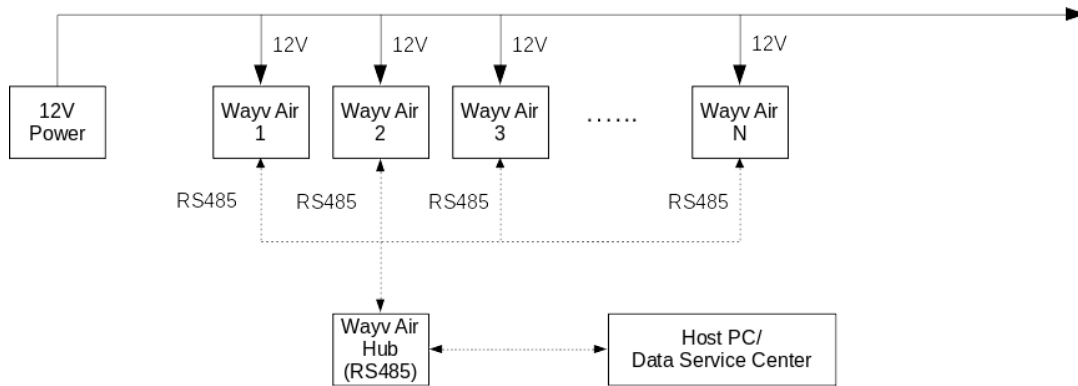 12V
12V
12V
12V
12V
Power
Wayv Air
1
Wayv Air
2
Wayv Air
3
......
Wayv Air
N
RS485
RS485
RS485
RS485
Wayv Air
Hub
(RS485)
Host PC/
Data Service Center